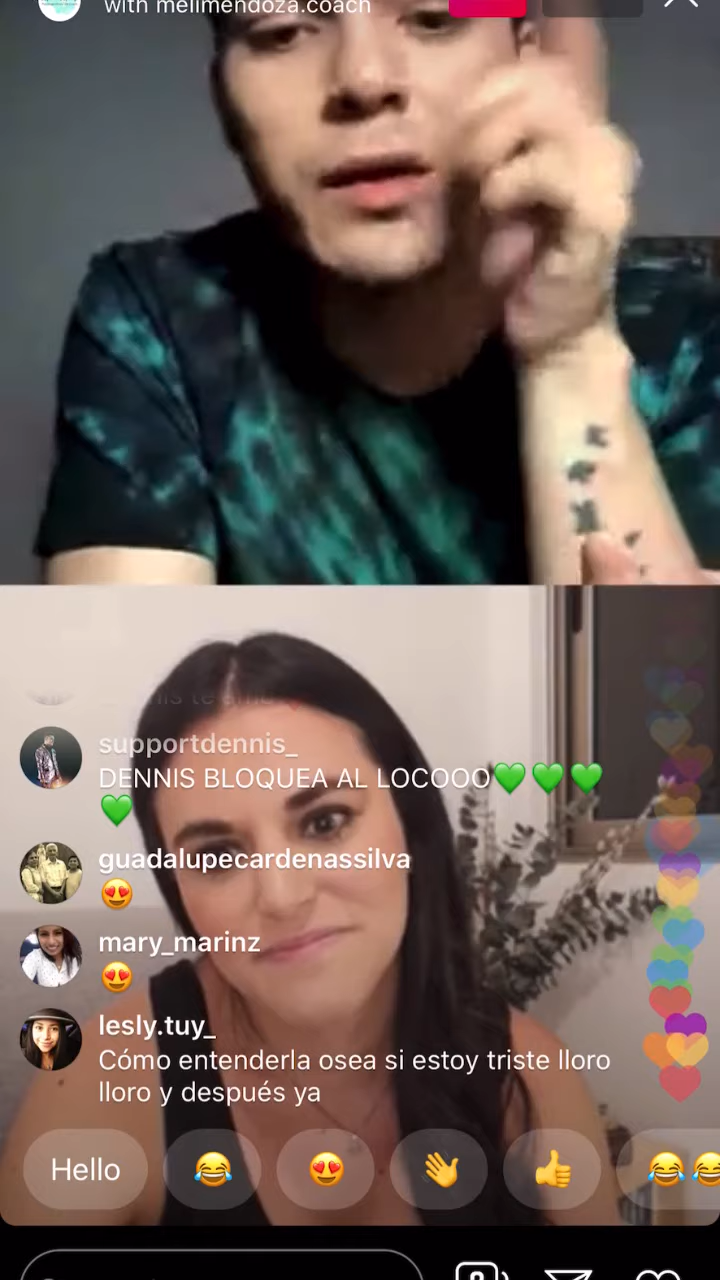 with melimendoza.coach
supportdennis_
DENNIS BLOQUEA AL LOCOOO💚💚💚
💚
guadalupecardenassilva
😍
mary_marinz
😍
lesly.tuy_
Cómo entenderla osea si estoy triste lloro
lloro y después ya
Hello 😂 😍 👋 👍 😂😂